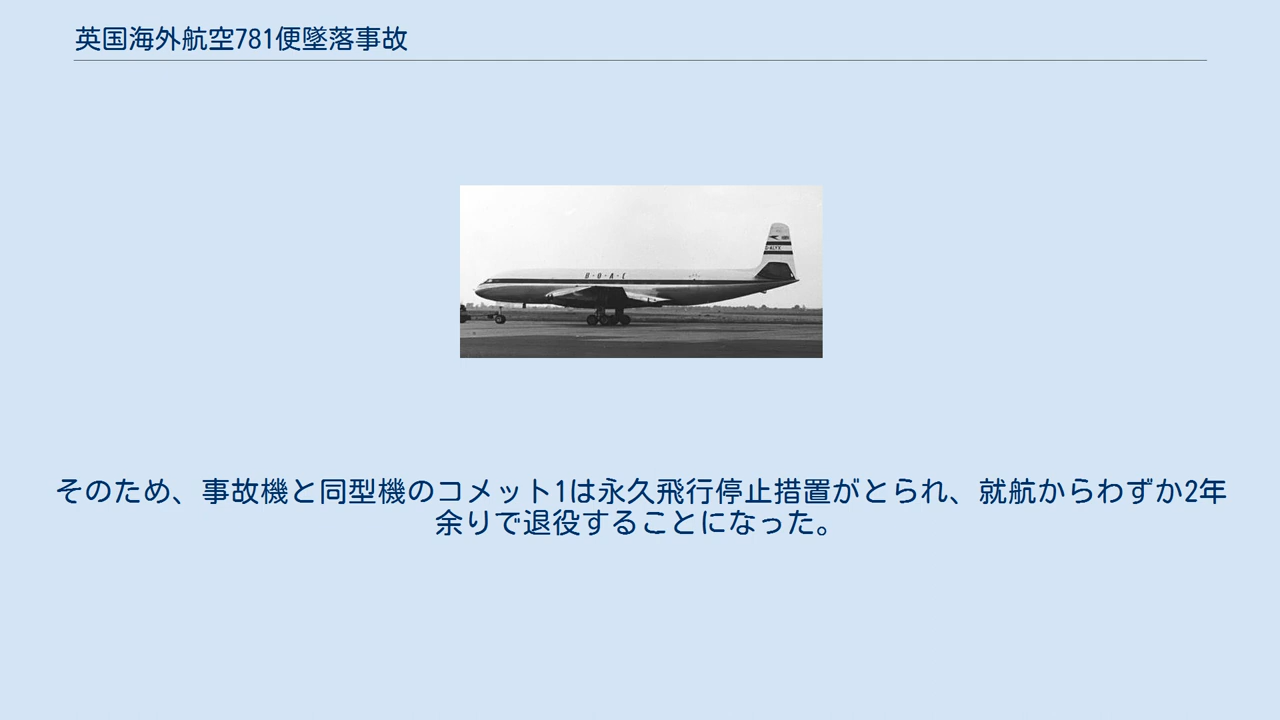 英国海外航空781便墜落事故
B·O·A·C
G-ALYX
そのため、事故機と同型機のコメット1は永久飛行停止措置がとられ、就航からわずか2年
余りで退役することになった。